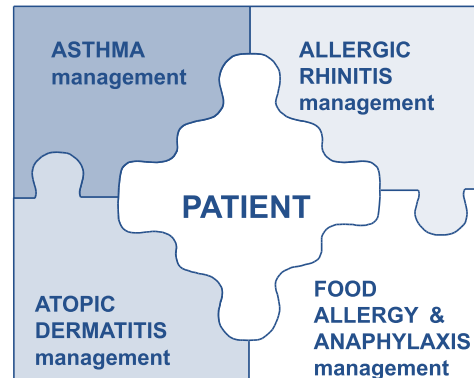 ASTHMA
management
ALLERGIC
RHINITIS
management
PATIENT
ATOPIC
DERMATITIS
management
FOOD
ALLERGY &
ANAPHYLAXIS
management